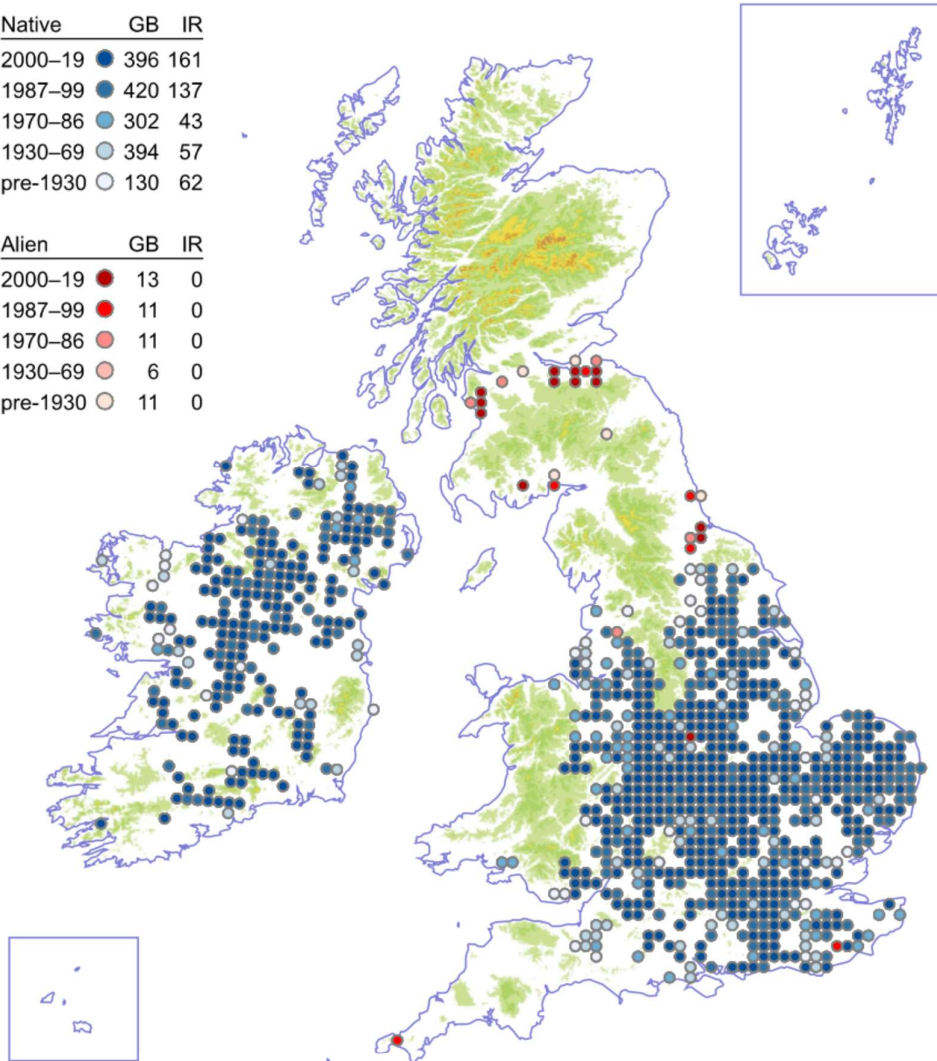 Native GB IR
2000–19 396 161
1987–99 420 137
1970–86 302 43
1930–69 394 57
pre-1930 130 62
Alien GB IR
2000–19 13 0
1987–99 11 0
1970–86 11 0
1930–69 6 0
pre-1930 11 0